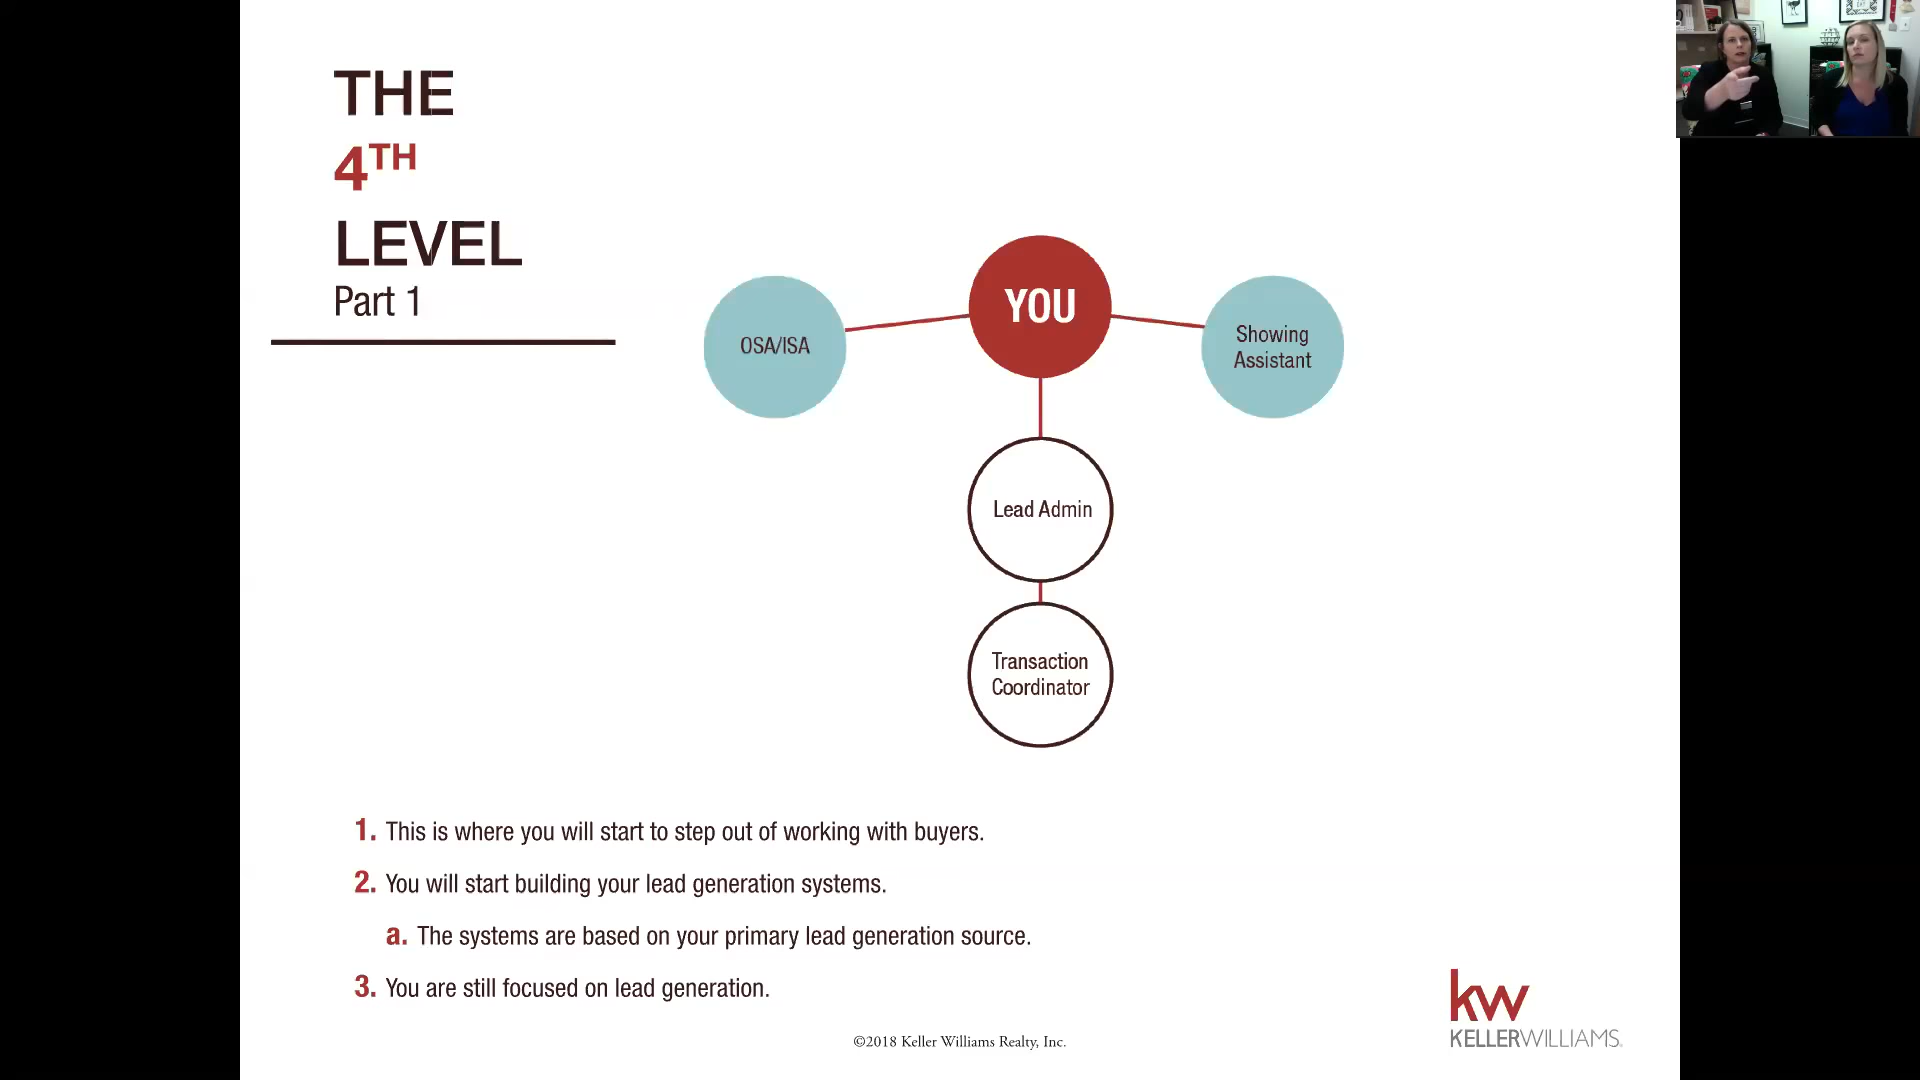 THE
4TH
LEVEL
Part 1
YOU
OSA/ISA
Showing
Assistant
Lead Admin
Transaction
Coordinator
1. This is where you will start to step out of working with buyers.
2. You will start building your lead generation systems.
a. The systems are based on your primary lead generation source.
3. You are still focused on lead generation.
kw
KELLERWILLIAMS
©2018 Keller Williams Realty, Inc.